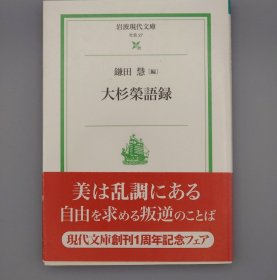 岩波現代文庫
鎌田 慧[編]
大杉榮語録
美は乱調にある
自由を求める叛逆のことば
現代文庫創刊1周年記念フェア